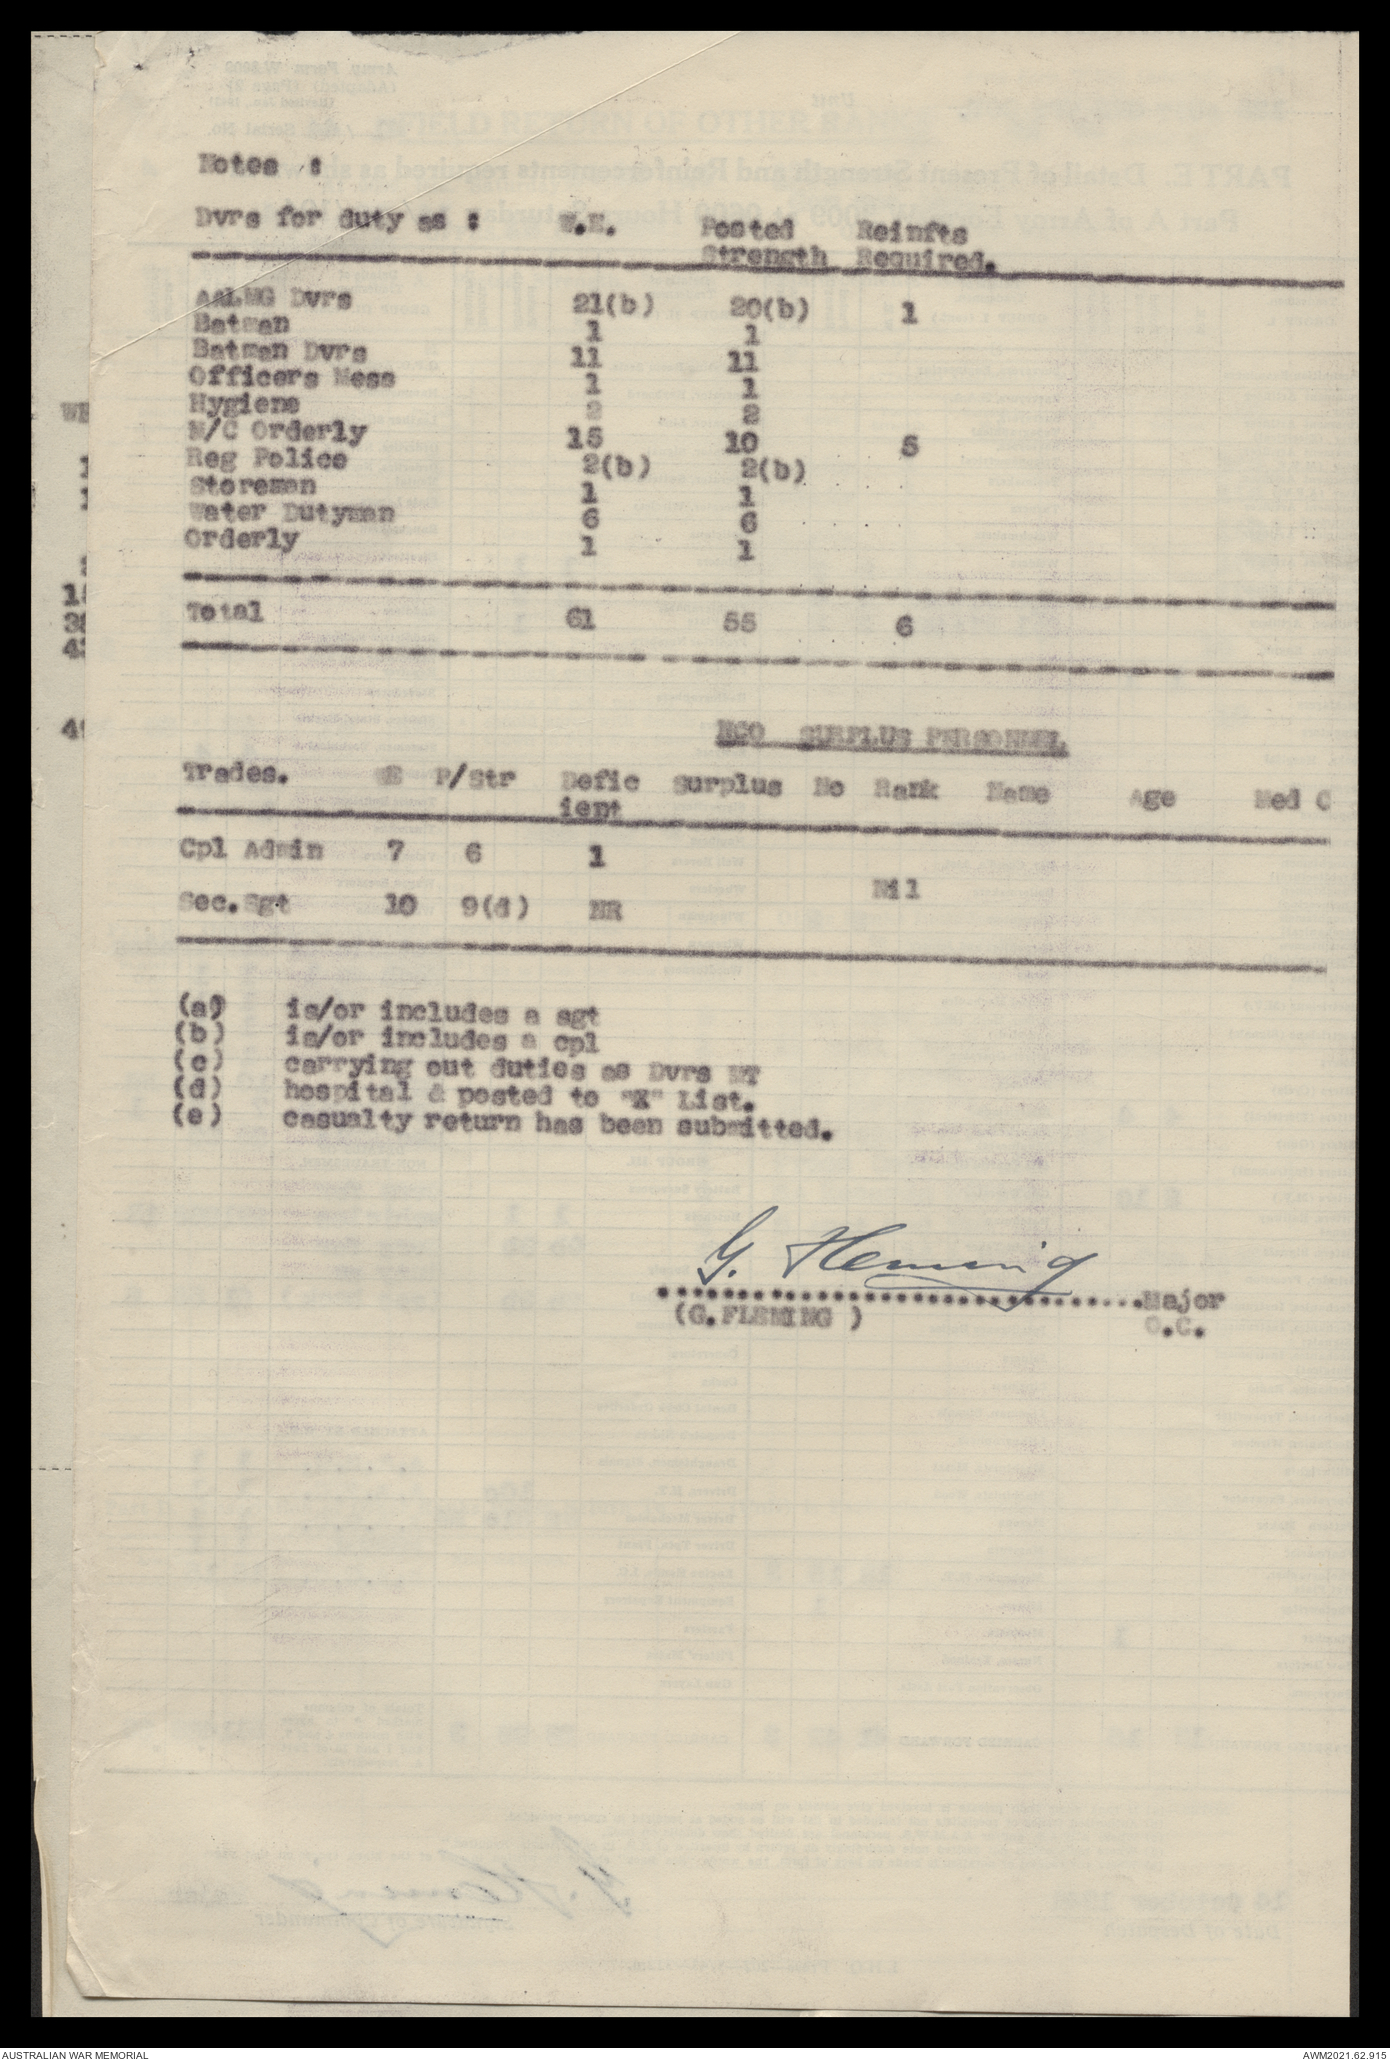 Notes :
Dvrs for duty as : W.E. Posted Reinfts
Strength Required.
AALMG Dvrs 21(b) 20(b) 1
Batman 1 1
Batman Dvrs 11 11
Officers Mess 1 1
Hygiene 2 2
M/C Orderly 15 10 5
Reg Police 2(b) 2(b)
Storeman 1 1
Water Dutyman 6 6
Orderly 1 1
Total 61 55 6
NCO SURPLUS PERSONNEL
Trades. WE P/Str Defic Surplus No Rank Name Age Med C
ient
Cpl Admin 7 6 1
Nil
Sec.Sgt 10 9(d) NR
(a) is/or includes a sgt
(b) is/or includes a cpl
(c) carrying out duties as Dvrs MT
(d) hospital & posted to "X" List.
(e) casualty return has been submitted.
G. Fleming
Major
(G.FLEMING ) O.C.
AUSTRALIAN WAR MEMORIAL AWM2021.62.915